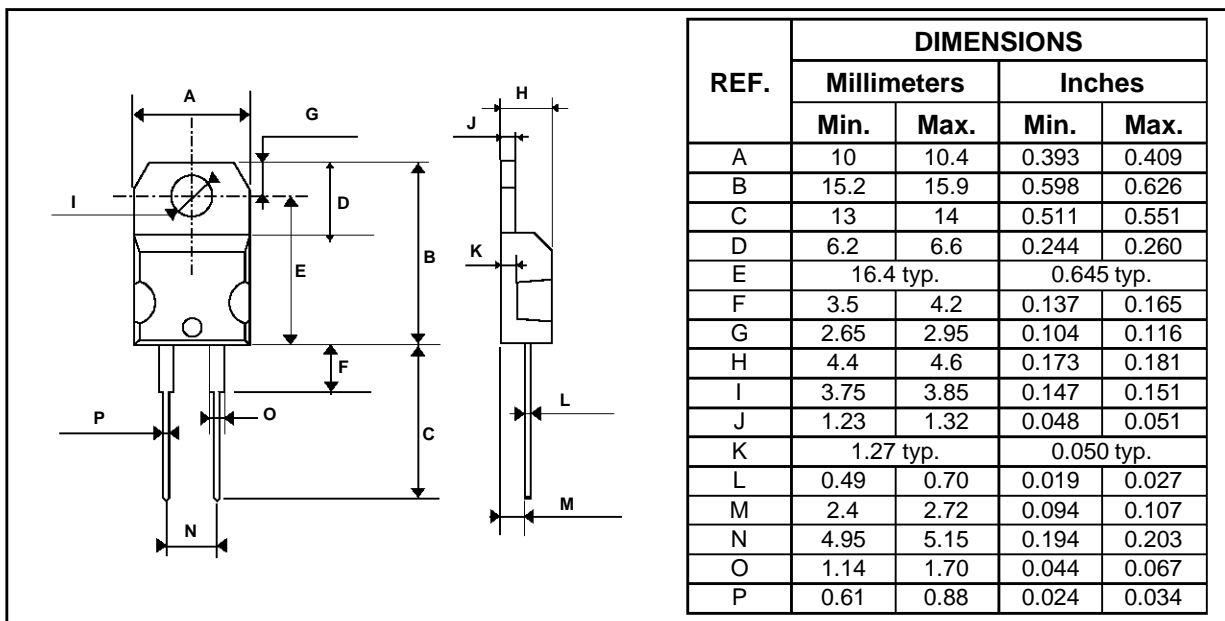 A
G
H
J
I
D
B
E
K
F
P
O
C
L
M
N
DIMENSIONS
REF. Millimeters Inches
Min. Max. Min. Max.
A 10 10.4 0.393 0.409
B 15.2 15.9 0.598 0.626
C 13 14 0.511 0.551
D 6.2 6.6 0.244 0.260
E 16.4 typ. 0.645 typ.
F 3.5 4.2 0.137 0.165
G 2.65 2.95 0.104 0.116
H 4.4 4.6 0.173 0.181
I 3.75 3.85 0.147 0.151
J 1.23 1.32 0.048 0.051
K 1.27 typ. 0.050 typ.
L 0.49 0.70 0.019 0.027
M 2.4 2.72 0.094 0.107
N 4.95 5.15 0.194 0.203
O 1.14 1.70 0.044 0.067
P 0.61 0.88 0.024 0.034